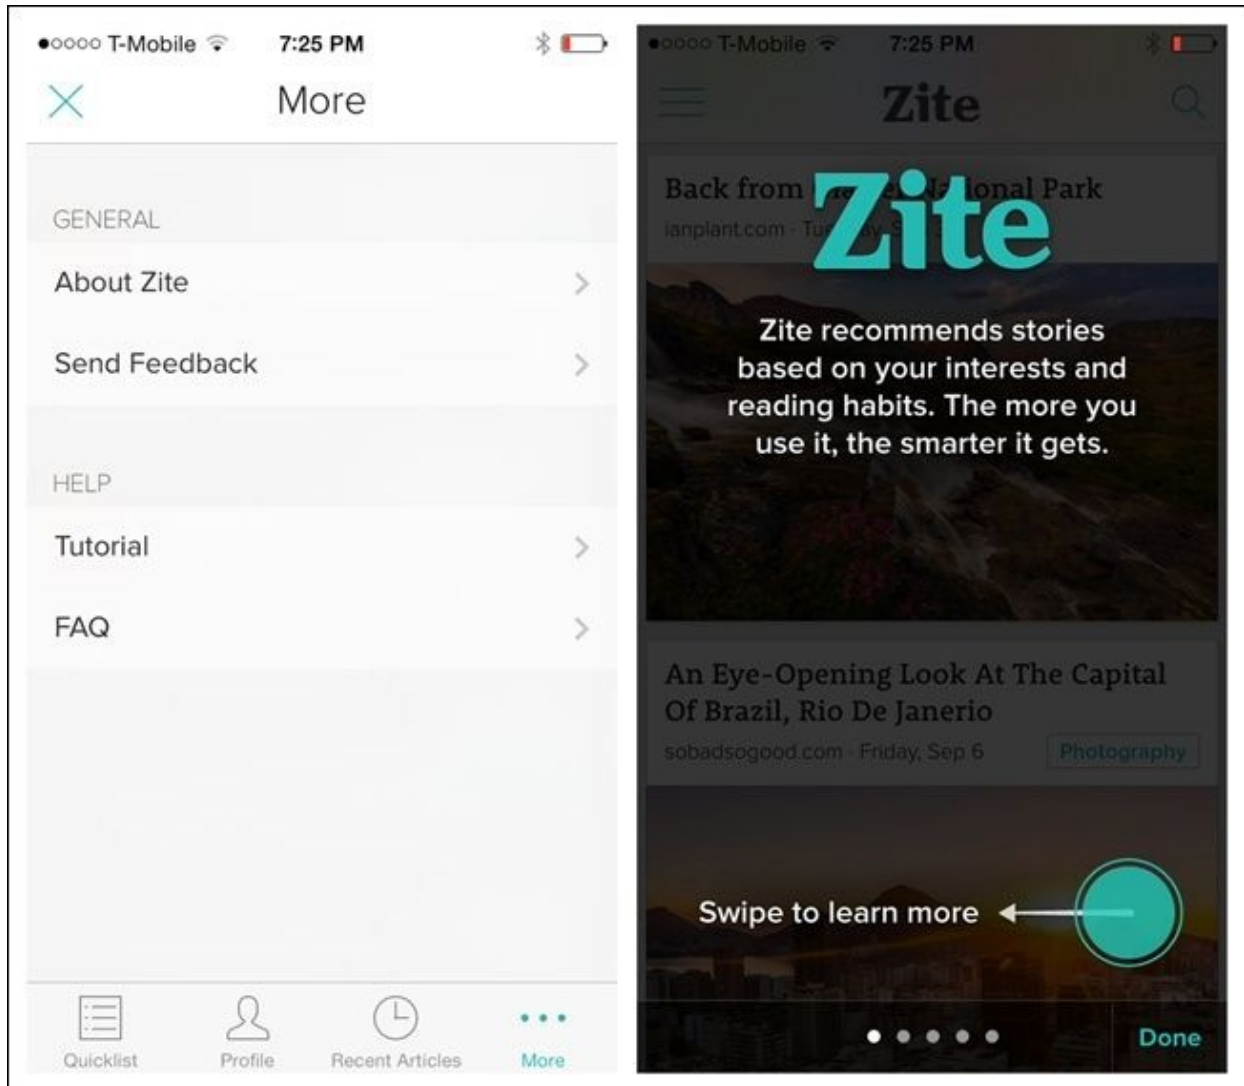 T-Mobile 7:25 PM
More
GENERAL
About Zite
Send Feedback
HELP
Tutorial
FAQ
Quicklist Profile Recent Articles More
T-Mobile 7:25 PM
Zite
Back from National Park
ianplant.com
Zite
Zite recommends stories
based on your interests and
reading habits. The more you
use it, the smarter it gets.
An Eye-Opening Look At The Capital
Of Brazil, Rio De Janerio
sobadsogood.com · Friday, Sep 6 Photography
Swipe to learn more
Done